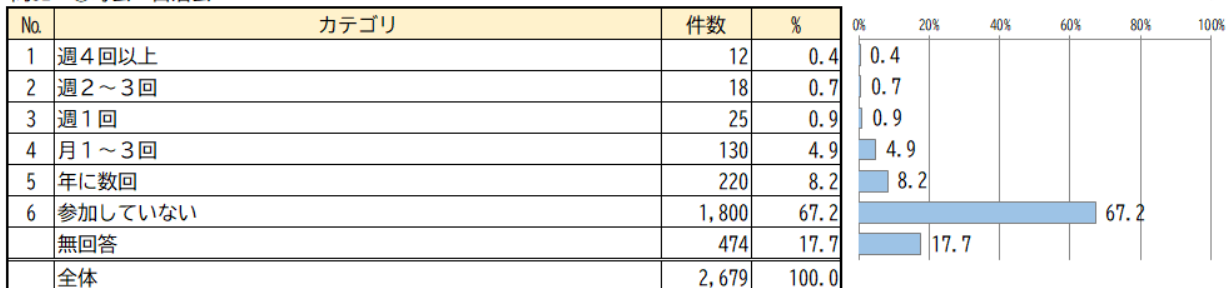 No. カテゴリ 件数 % 0% 20% 40% 60% 80% 100%
1 週4回以上 12 0.4 0.4
2 週2~3回 18 0.7 0.7
3 週1回 25 0.9 0.9
4 月1~3回 130 4.9 4.9
5 年に数回 220 8.2 8.2
6 参加していない 1,800 67.2 67.2
無回答 474 17.7 17.7
全体 2,679 100.0